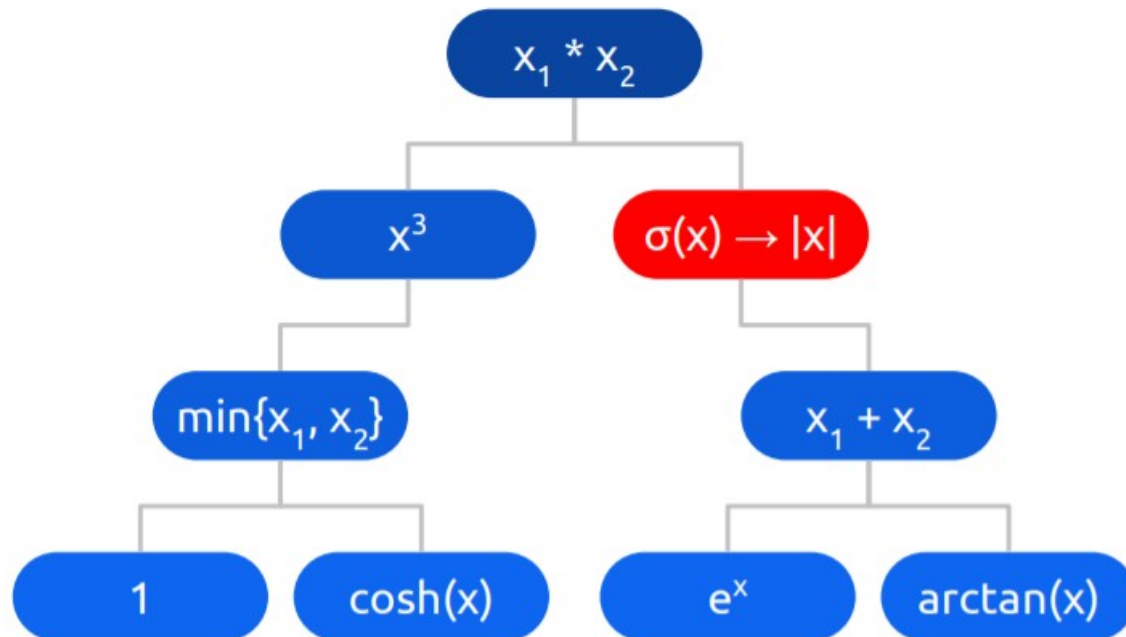 x₁ * x₂
x³
σ(x) → |x|
min{x₁, x₂}
x₁ + x₂
1
cosh(x)
eˣ
arctan(x)